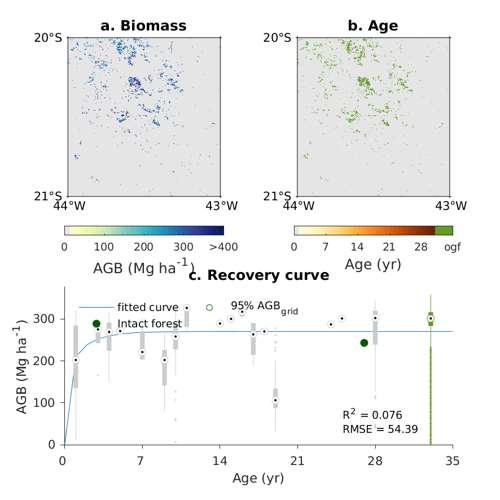 a. Biomass
b. Age
20°S
21°S
44°W 43°W
20°S
21°S
44°W 43°W
0 100 200 300 >400
AGB (Mg ha-1)
0 7 14 21 28 ogf
Age (yr)
c. Recovery curve
fitted curve 95% AGBgrid
Intact forest
300
200
100
0
AGB (Mg ha-1)
R2 = 0.076
RMSE = 54.39
0 7 14 21 28 35
Age (yr)